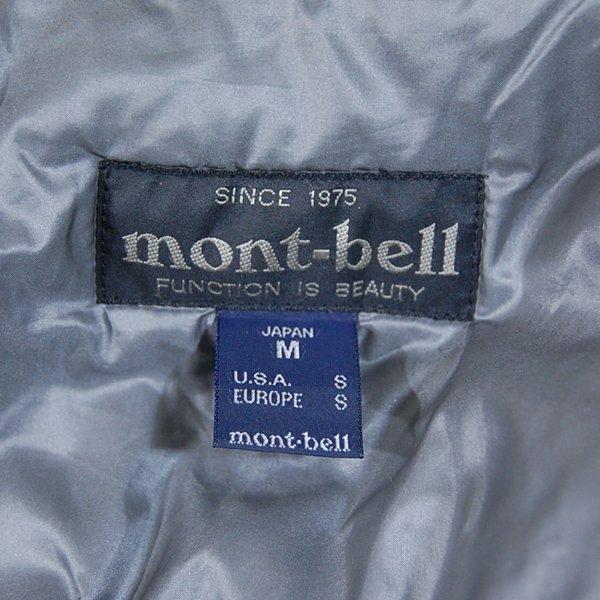 SINCE 1975
mont-bell
FUNCTION IS BEAUTY
JAPAN
M
U.S.A. S
EUROPE S
mont-bell